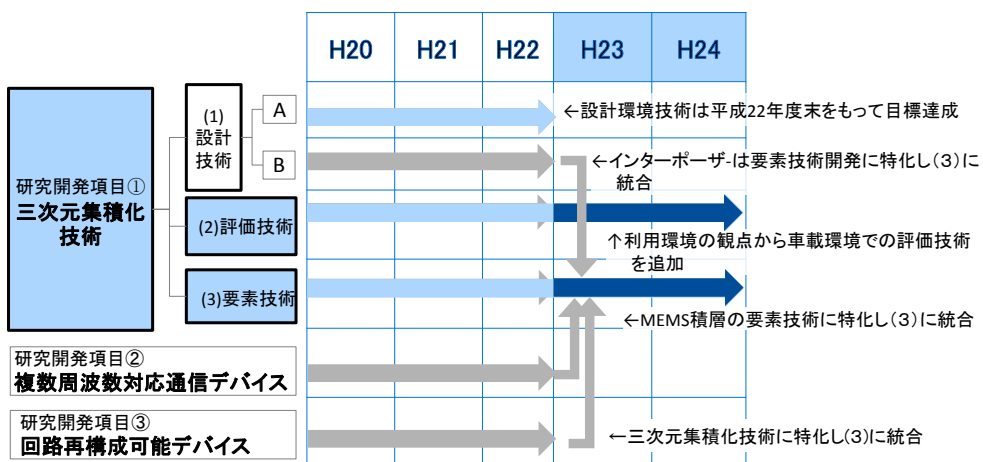 H20 H21 H22 H23 H24
研究開発項目①
三次元集積化
技術
(1)
設計
技術
A
B
(2)評価技術
(3)要素技術
←設計環境技術は平成22年度末をもって目標達成
←インターポーザ-は要素技術開発に特化し(3)に
統合
↑利用環境の観点から車載環境での評価技術
を追加
←MEMS積層の要素技術に特化し(3)に統合
研究開発項目②
複数周波数対応通信デバイス
研究開発項目③
回路再構成可能デバイス
←三次元集積化技術に特化し(3)に統合